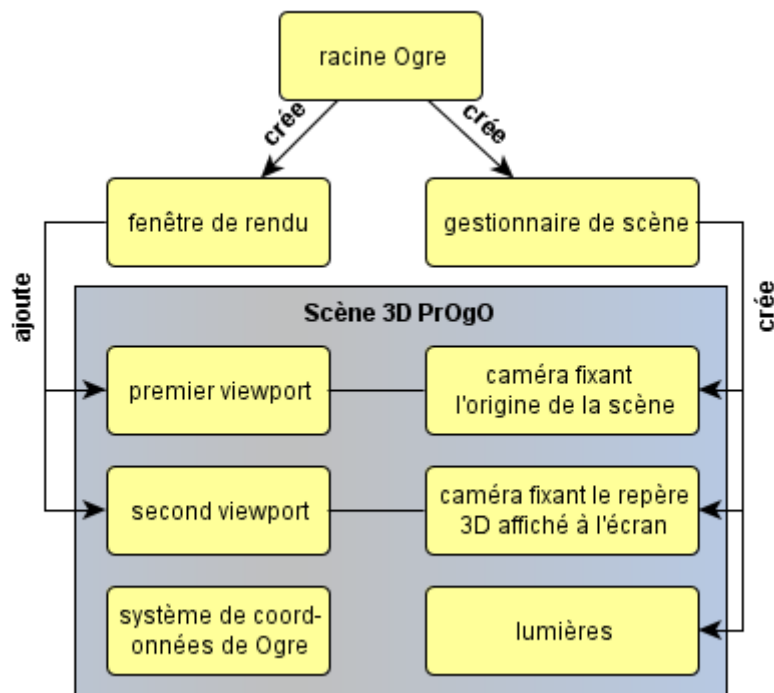 racine Ogre
crée
crée
fenêtre de rendu
gestionnaire de scène
ajoute
crée
Scène 3D PrOgO
premier viewport
caméra fixant
l'origine de la scène
second viewport
caméra fixant le repère
3D affiché à l'écran
système de coord-
onnées de Ogre
lumières